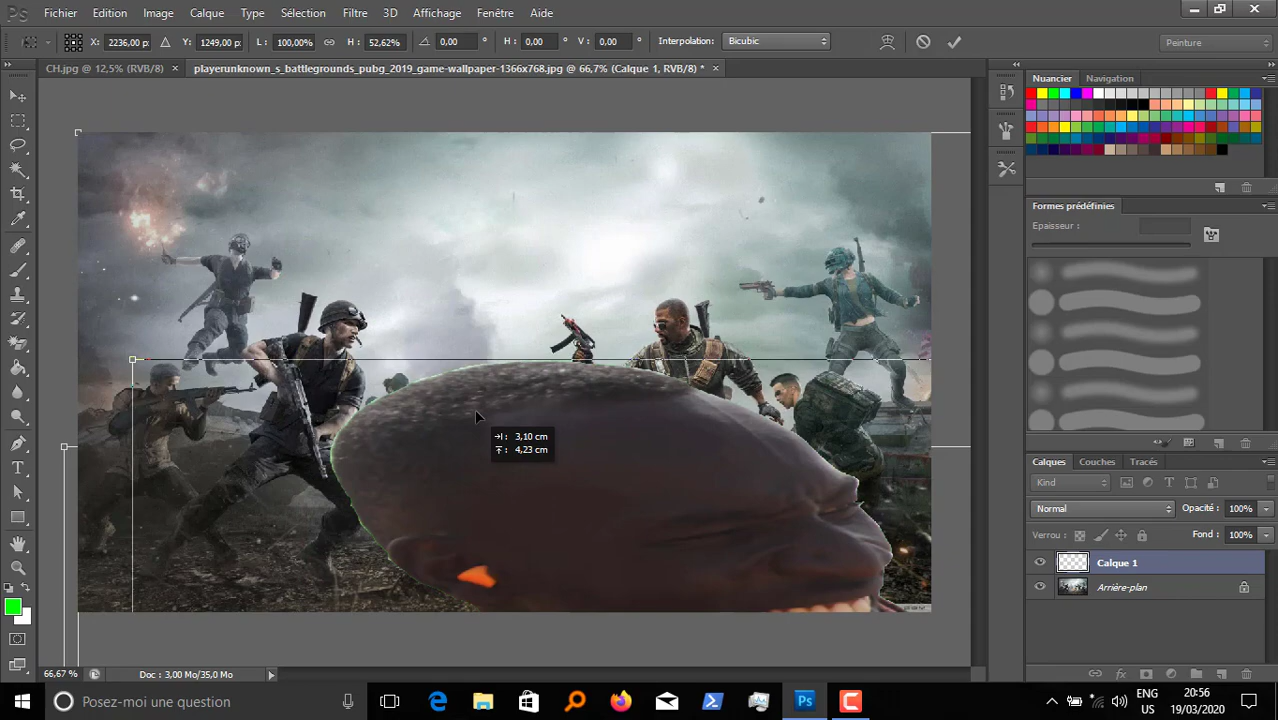 Ps Fichier Edition Image Calque Type Sélection Filtre 3D Affichage Fenêtre Aide
X: 2236,00 p: Y: 1249,00 p: L: 100,00% H: 52,62% 0,00 ° H: 0,00 ° V: 0,00 ° Interpolation: Bicubic Peinture
CH.jpg @ 12,5% (RVB/8) × playerunknown_s_battlegrounds_pubg_2019_game-wallpaper-1366x768.jpg @ 66,7% (Calque 1, RVB/8) * ×
Nuancier Navigation
Formes prédéfinies
Epaisseur :
3,10 cm
4,23 cm
Calques Couches Tracés
Kind
Normal Opacité : 100%
Verrou : Fond : 100%
Calque 1
Arrière-plan
T
66,67 % Doc : 3,00 Mo/35,0 Mo
Posez-moi une question
Ps
ENG
US
20:56
19/03/2020